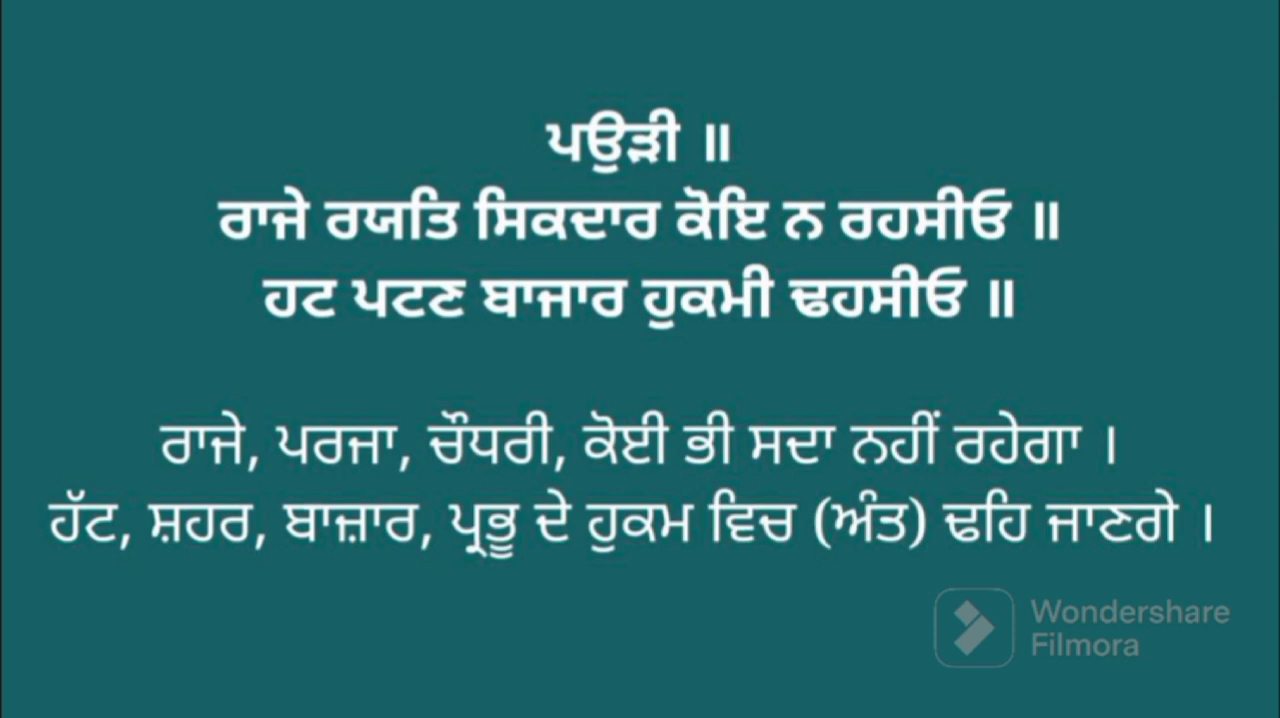 ਪਉੜੀ ॥
ਰਾਜੇ ਰਯਤਿ ਸਿਕਦਾਰ ਕੋਇ ਨ ਰਹਸੀਓ ॥
ਹਟ ਪਟਣ ਬਾਜਾਰ ਹੁਕਮੀ ਢਹਸੀਓ ॥
ਰਾਜੇ, ਪਰਜਾ, ਚੌਧਰੀ, ਕੋਈ ਭੀ ਸਦਾ ਨਹੀਂ ਰਹੇਗਾ ।
ਹੱਟ, ਸ਼ਹਰ, ਬਾਜ਼ਾਰ, ਪ੍ਰਭੂ ਦੇ ਹੁਕਮ ਵਿਚ (ਅੰਤ) ਢਹਿ ਜਾਣਗੇ ।
Wondershare
Filmora